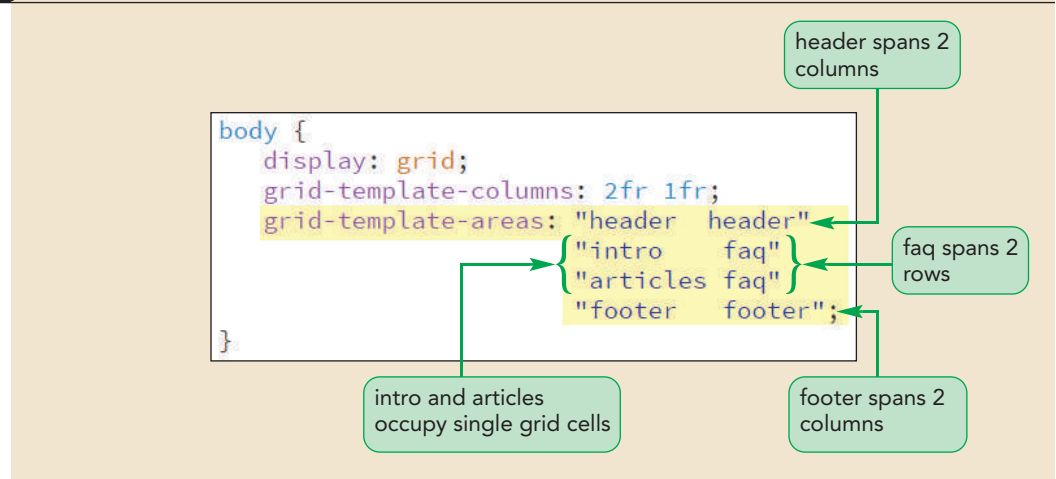 header spans 2
columns
body {
display: grid;
grid-template-columns: 2fr 1fr;
grid-template-areas: "header header"
"intro faq"
"articles faq"
"footer footer";
}
faq spans 2
rows
intro and articles
occupy single grid cells
footer spans 2
columns